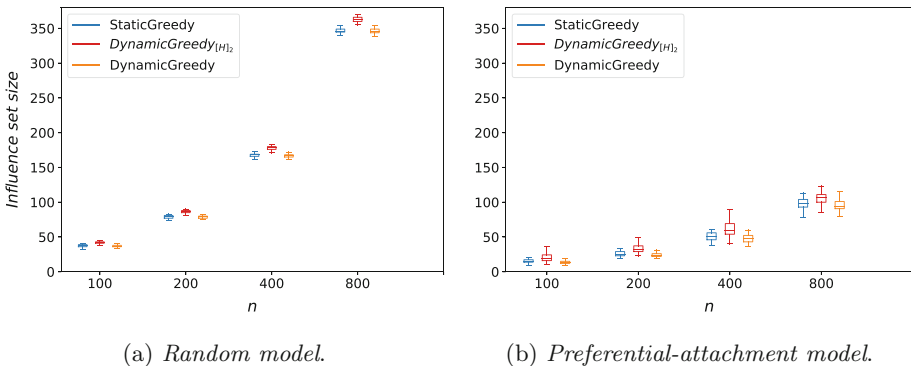 StaticGreedy
DynamicGreedy[H]2
DynamicGreedy
Influence set size
350
300
250
200
150
100
50
0
100 200 400 800
n
(a) Random model.
StaticGreedy
DynamicGreedy[H]2
DynamicGreedy
350
300
250
200
150
100
50
0
100 200 400 800
n
(b) Preferential-attachment model.